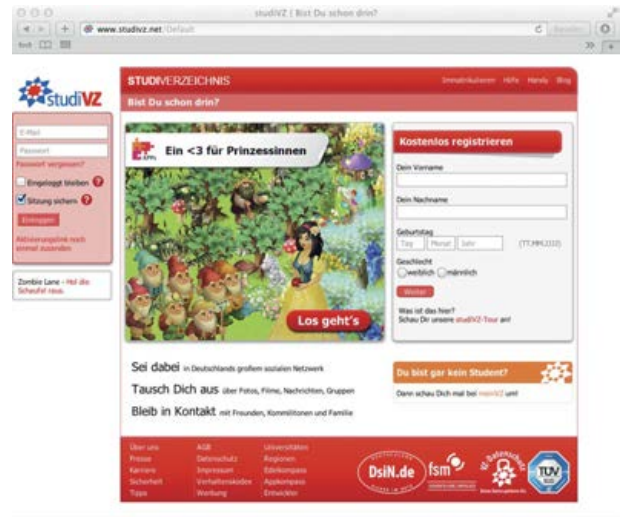 studiVZ | Bist Du schon drin?
www.studivz.net/Default
studiVZ
STUDIVERZEICHNIS
Immatrikulieren Hilfe Handy Blog
Bist Du schon drin?
E-Mail
Passwort
Passwort vergessen?
Eingeloggt bleiben ?
Sitzung sichern ?
Einloggen
Aktivierungslink noch
einmal zusenden
Zombie Lane - Hol die
Schaufel raus.
APPs
Ein <3 für Prinzessinnen
Los geht's
Kostenlos registrieren
Dein Vorname
Dein Nachname
Geburtstag
Tag Monat Jahr (TT.MM.JJJJ)
Geschlecht
weiblich männlich
Weiter
Was ist das hier?
Schau Dir unsere studiVZ-Tour an!
Sei dabei in Deutschlands großem sozialen Netzwerk
Tausch Dich aus über Fotos, Filme, Nachrichten, Gruppen
Bleib in Kontakt mit Freunden, Kommilitonen und Familie
Du bist gar kein Student?
Dann schau Dich mal bei meinVZ um!
Über uns AGB Universitäten
Presse Datenschutz Regionen
Karriere Impressum Edelkompass
Sicherheit Verhaltenskodex Appkompass
Tipps Werbung Entwickler
DsiN.de
fsm
VZ-Datenschutz
TÜV